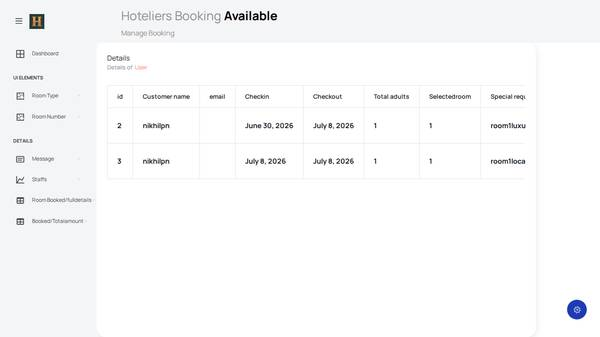 H
Hoteliers Booking Available
Manage Booking
Dashboard
UI ELEMENTS
Room Type
Room Number
DETAILS
Message
Staffs
RoomBooked/fulldetails
Booked/Totalamount
Details
Details of User
id Customer name email Checkin Checkout Total adults Selectedroom Special requ
2 nikhilpn June 30, 2026 July 8, 2026 1 1 room1luxu
3 nikhilpn July 8, 2026 July 8, 2026 1 1 room1loca